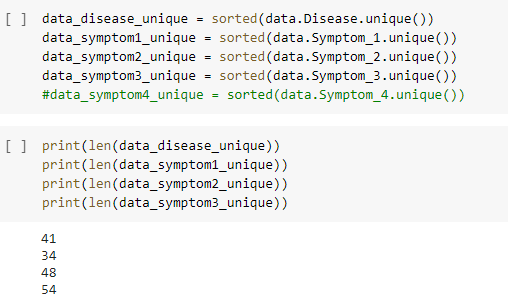 [ ] data_disease_unique = sorted(data.Disease.unique())
data_symptom1_unique = sorted(data.Symptom_1.unique())
data_symptom2_unique = sorted(data.Symptom_2.unique())
data_symptom3_unique = sorted(data.Symptom_3.unique())
#data_symptom4_unique = sorted(data.Symptom_4.unique())
[ ] print(len(data_disease_unique))
print(len(data_symptom1_unique))
print(len(data_symptom2_unique))
print(len(data_symptom3_unique))
41
34
48
54